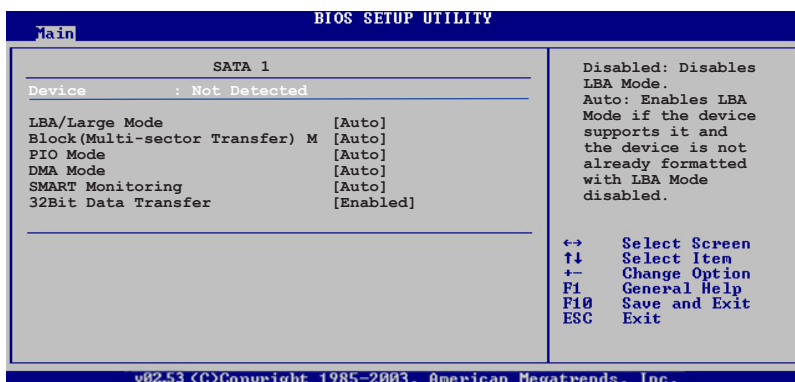 BIOS SETUP UTILITY
Main
SATA 1
Device : Not Detected
LBA/Large Mode [Auto]
Block(Multi-sector Transfer) M [Auto]
PIO Mode [Auto]
DMA Mode [Auto]
SMART Monitoring [Auto]
32Bit Data Transfer [Enabled]
Disabled: Disables
LBA Mode.
Auto: Enables LBA
Mode if the device
supports it and
the device is not
already formatted
with LBA Mode
disabled.
←→ Select Screen
↑↓ Select Item
+- Change Option
F1 General Help
F10 Save and Exit
ESC Exit
v02.53 (C)Copyright 1985-2003, American Megatrends, Inc.